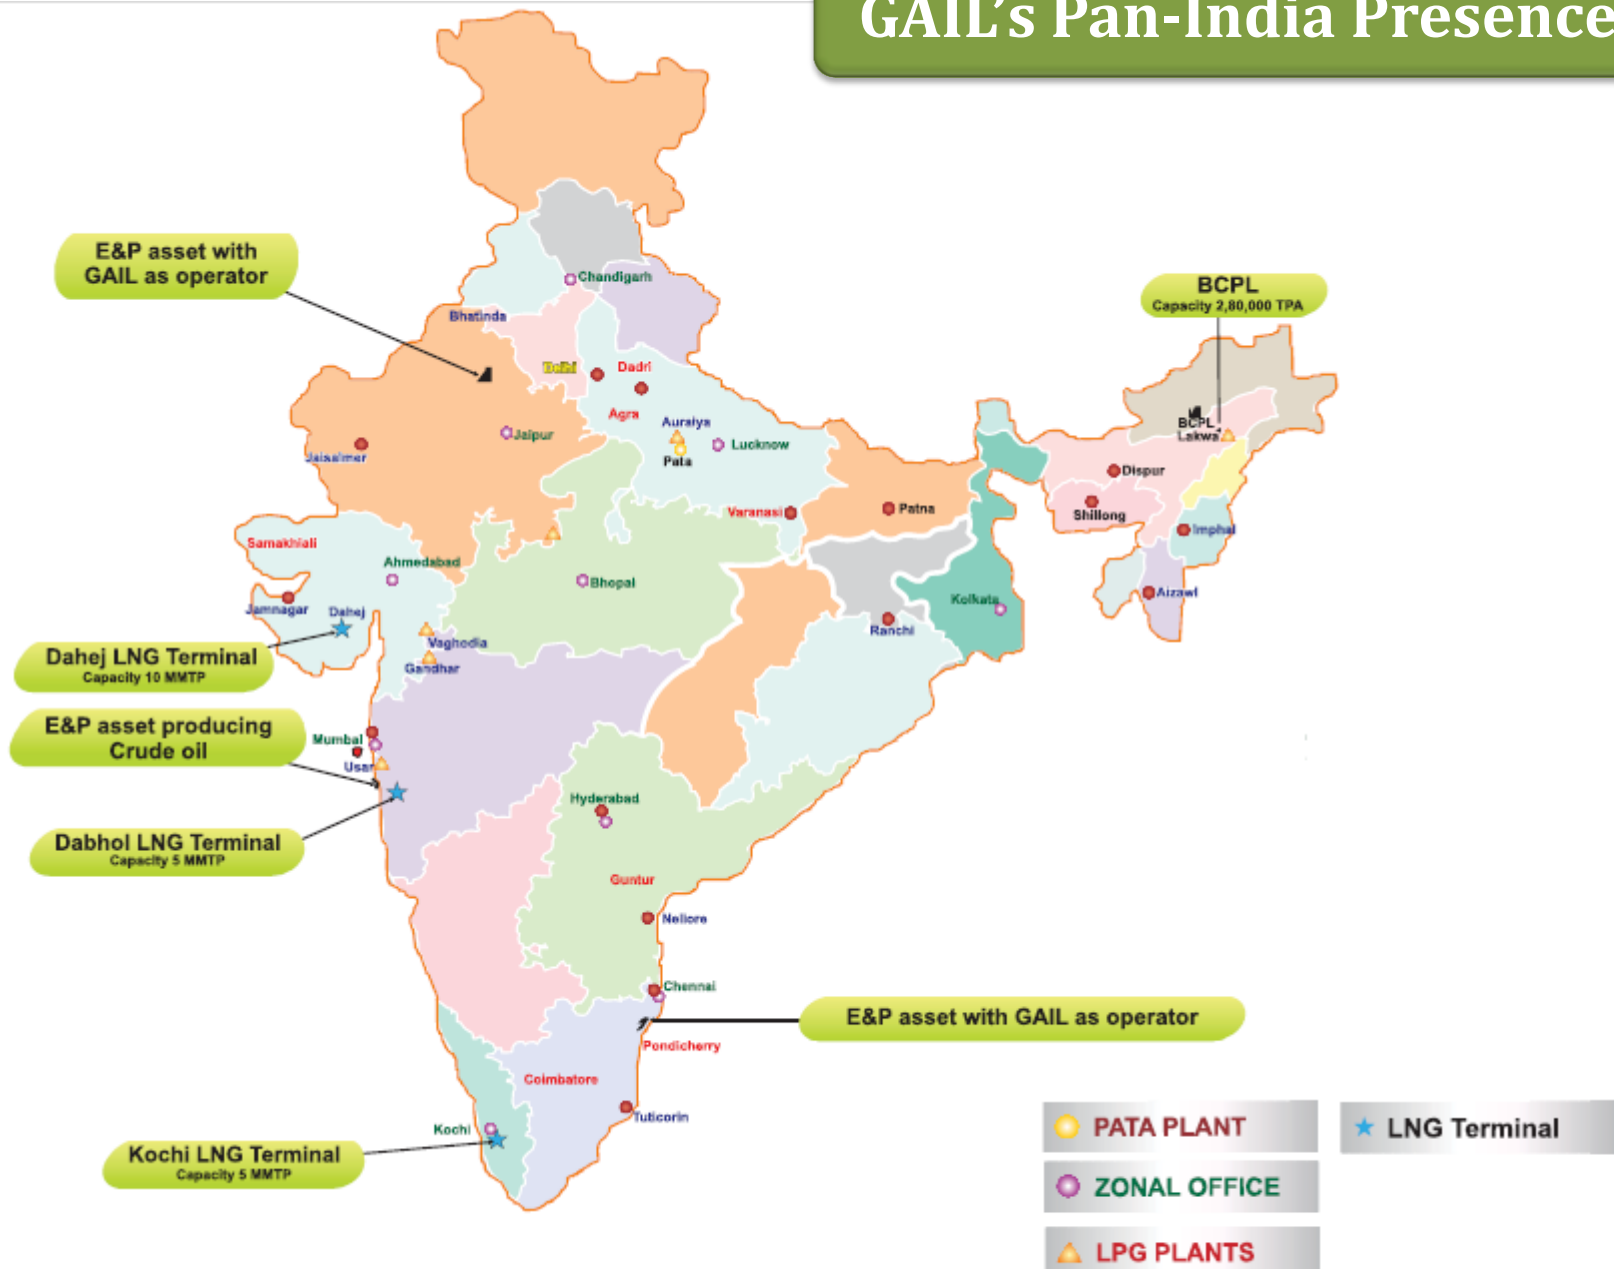 GAIL's Pan-India Presence
E&P asset with
GAIL as operator
Chandigarh
BCPL
Capacity 2,80,000 TPA
Bhatinda
Delhi
Dadri
Agra
Auraiya
Jaipur
Lucknow
Pata
Jaisalmer
BCPL
Lakwa
Dispur
Varanasi
Patna
Shillong
Imphal
Samakhiali
Ahmedabad
Bhopal
Aizawl
Jamnagar
Dahej
Kolkata
Ranchi
Vaghodia
Gandhar
Dahej LNG Terminal
Capacity 10 MMTP
E&P asset producing
Crude oil
Mumbai
Usar
Hyderabad
Dabhol LNG Terminal
Capacity 5 MMTP
Guntur
Nellore
Chennai
E&P asset with GAIL as operator
Pondicherry
Coimbatore
Tuticorin
Kochi
Kochi LNG Terminal
Capacity 5 MMTP
PATA PLANT
LNG Terminal
ZONAL OFFICE
LPG PLANTS